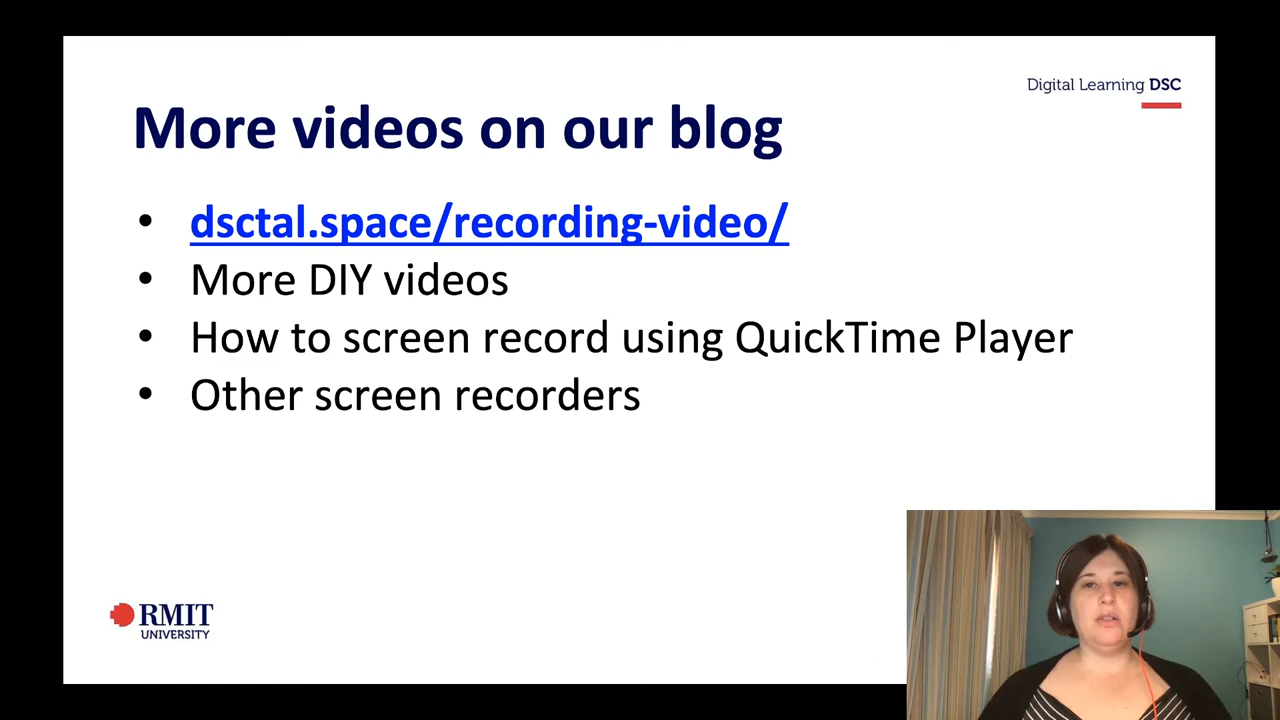 Digital Learning DSC
More videos on our blog
• dsctal.space/recording-video/
• More DIY videos
• How to screen record using QuickTime Player
• Other screen recorders
RMIT
UNIVERSITY